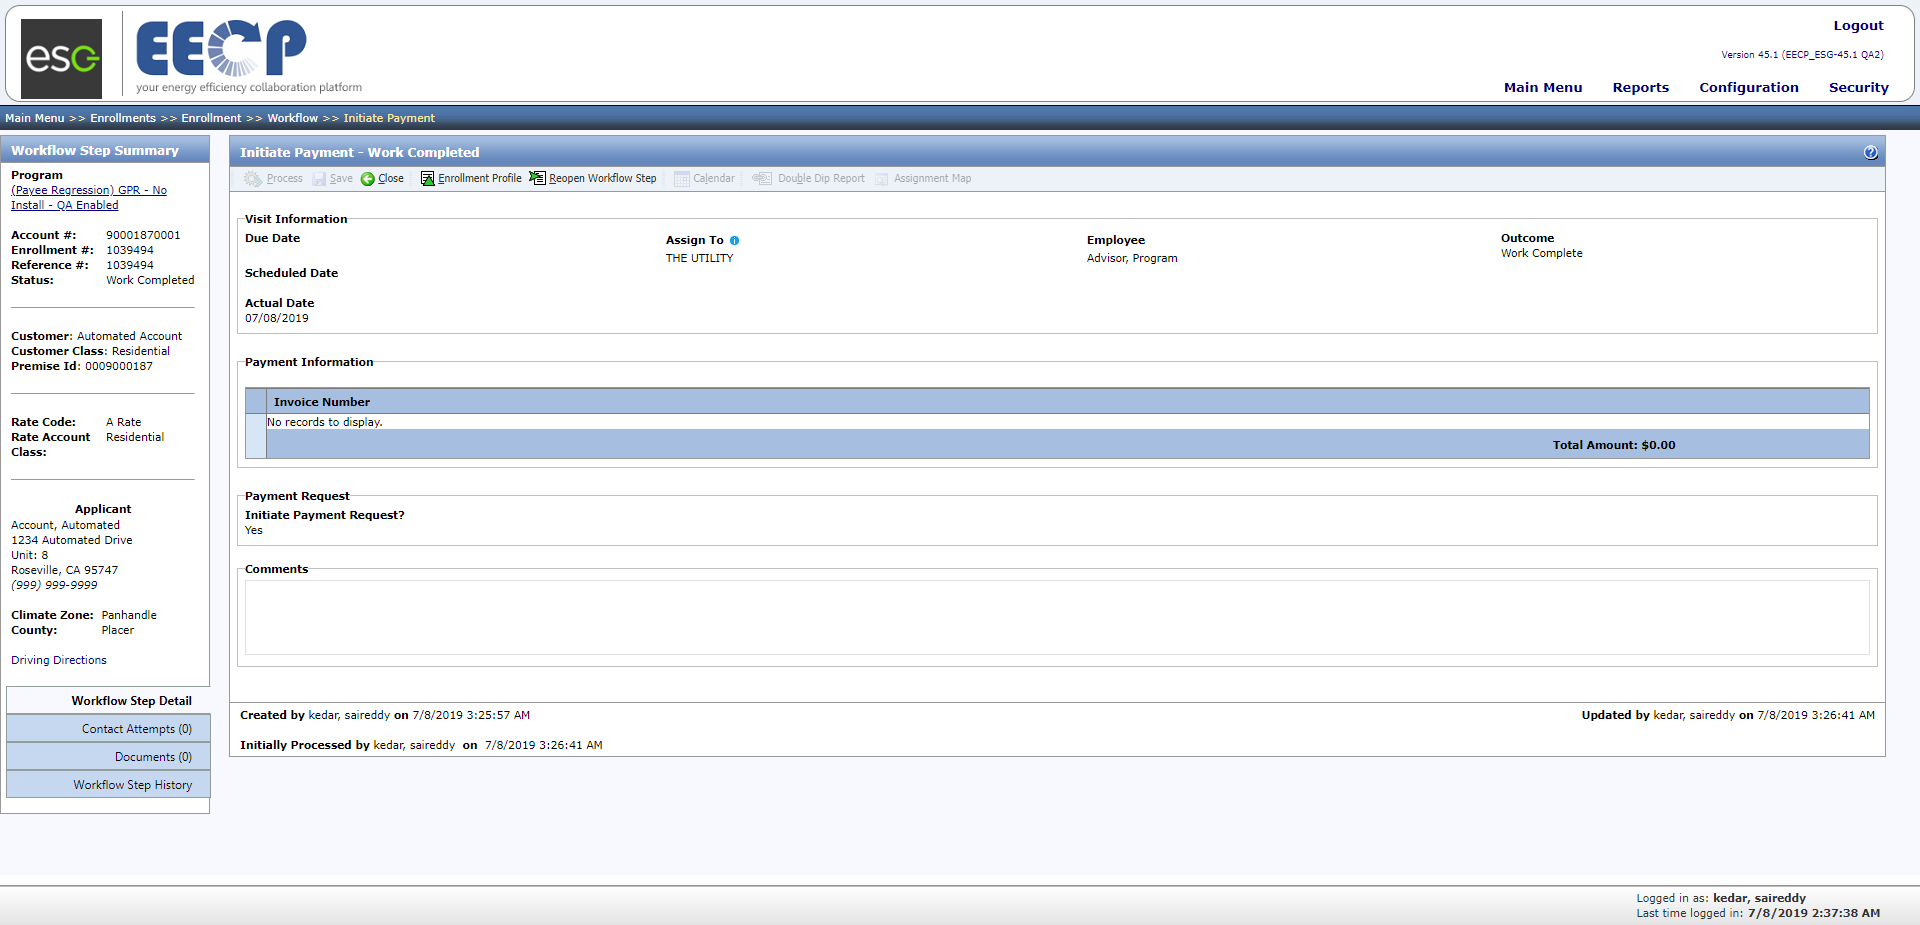 esg
EECP
your energy efficiency collaboration platform
Logout
Version 45.1 (EECP_ESG-45.1 QA2)
Main Menu Reports Configuration Security
Main Menu >> Enrollments >> Enrollment >> Workflow >> Initiate Payment
Workflow Step Summary
Program
(Payee Regression) GPR - No
Install - QA Enabled
Account #: 90001870001
Enrollment #: 1039494
Reference #: 1039494
Status: Work Completed
Customer: Automated Account
Customer Class: Residential
Premise Id: 0009000187
Rate Code: A Rate
Rate Account Residential
Class:
Applicant
Account, Automated
1234 Automated Drive
Unit: 8
Roseville, CA 95747
(999) 999-9999
Climate Zone: Panhandle
County: Placer
Driving Directions
Workflow Step Detail
Contact Attempts (0)
Documents (0)
Workflow Step History
Initiate Payment - Work Completed
Process Save Close Enrollment Profile Reopen Workflow Step Calendar Double Dip Report Assignment Map
Visit Information
Due Date
Assign To
THE UTILITY
Employee
Advisor, Program
Outcome
Work Complete
Scheduled Date
Actual Date
07/08/2019
Payment Information
Invoice Number
No records to display.
Total Amount: $0.00
Payment Request
Initiate Payment Request?
Yes
Comments
Created by kedar, saireddy on 7/8/2019 3:25:57 AM
Updated by kedar, saireddy on 7/8/2019 3:26:41 AM
Initially Processed by kedar, saireddy on 7/8/2019 3:26:41 AM
Logged in as: kedar, saireddy
Last time logged in: 7/8/2019 2:37:38 AM